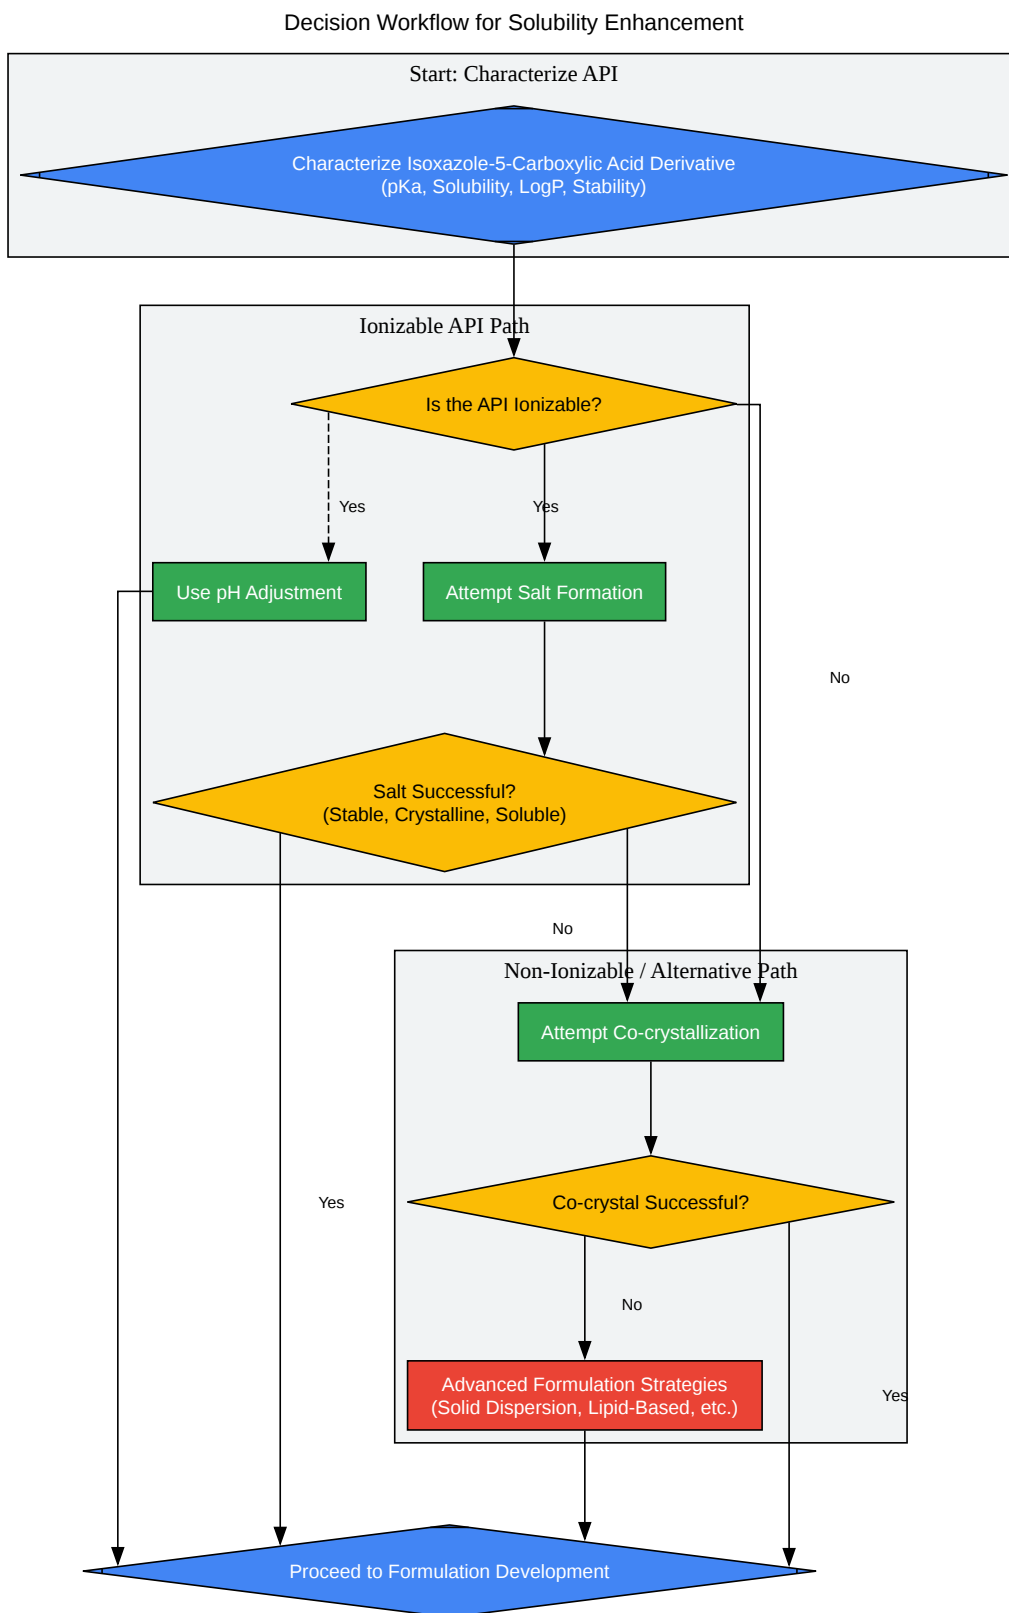 Decision Workflow for Solubility Enhancement
Start: Characterize API
Characterize Isoxazole-5-Carboxylic Acid Derivative
(pKa, Solubility, LogP, Stability)
Ionizable API Path
Is the API Ionizable?
Yes
Yes
Use pH Adjustment
Attempt Salt Formation
No
Salt Successful?
(Stable, Crystalline, Soluble)
No
Non-Ionizable / Alternative Path
Attempt Co-crystallization
Yes
Co-crystal Successful?
No
Advanced Formulation Strategies
(Solid Dispersion, Lipid-Based, etc.)
Yes
Proceed to Formulation Development